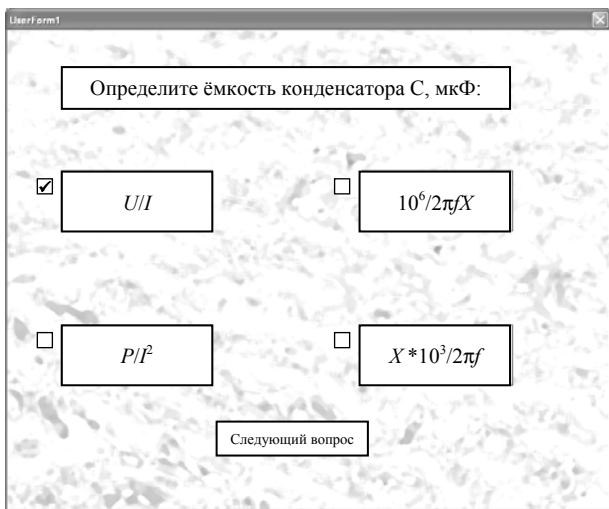 UserForm1
Определите ёмкость конденсатора C, мкФ:
U/I
10⁶/2πfX
P/I²
X*10³/2πf
Следующий вопрос